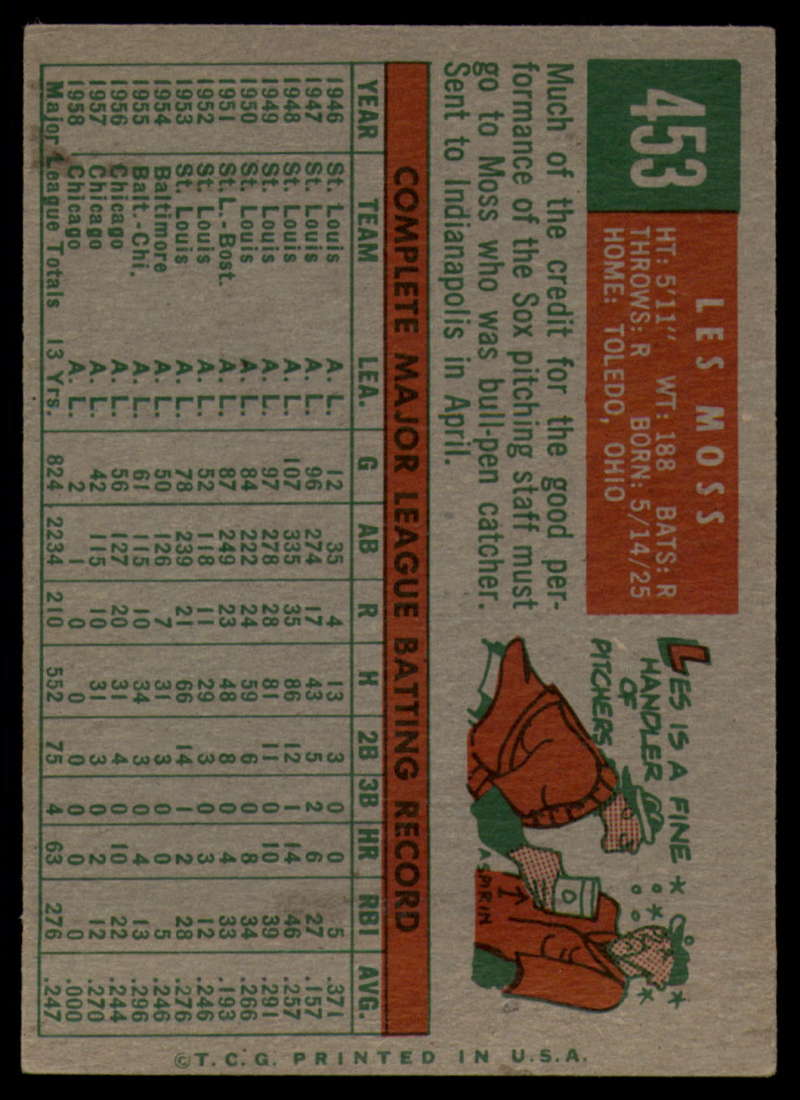 453
LES MOSS
HT: 5'11" WT: 188 BATS: R
THROWS: R BORN: 5/14/25
HOME: TOLEDO, OHIO
Much of the credit for the good per-
formance of the Sox pitching staff must
go to Moss who was bull-pen catcher.
Sent to Indianapolis in April.
LES IS A FINE
HANDLER
OF
PITCHERS
ASPIRIN
COMPLETE MAJOR LEAGUE BATTING RECORD
YEAR TEAM LEA. G AB R H 2B 3B HR RBI AVG.
1946 St. Louis A. L. 12 35 4 13 3 0 0 5 .371
1947 St. Louis A. L. 96 274 17 43 5 2 6 27 .157
1948 St. Louis A. L. 107 335 35 86 12 1 14 46 .257
1949 St. Louis A. L. 97 278 28 81 11 0 10 39 .291
1950 St. Louis A. L. 84 222 24 59 6 0 8 34 .266
1951 St.L.-Bost. A. L. 87 249 23 48 8 0 4 33 .193
1952 St. Louis A. L. 52 118 11 29 3 0 3 12 .246
1953 St. Louis A. L. 78 239 21 66 14 1 2 28 .276
1954 Baltimore A. L. 50 126 7 31 3 0 0 5 .246
1955 Balt.-Chi. A. L. 61 115 10 34 3 0 4 13 .296
1956 Chicago A. L. 56 127 20 31 4 0 10 22 .244
1957 Chicago A. L. 42 115 10 31 3 0 2 12 .270
1958 Chicago A. L. 2 1 0 0 0 0 0 0 .000
Major League Totals 13 Yrs. 824 2234 210 552 75 4 63 276 .247
©T.C.G. PRINTED IN U.S.A.